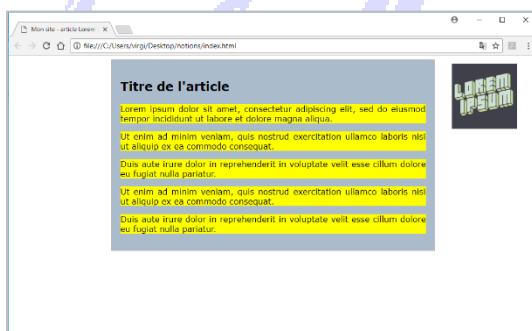 Mon site - article Lorem
file:///C:/Users/virgi/Desktop/notions/index.html
Titre de l'article
Lorem ipsum dolor sit amet, consectetur adipiscing elit, sed do eiusmod
tempor incididunt ut labore et dolore magna aliqua.
Ut enim ad minim veniam, quis nostrud exercitation ullamco laboris nisi
ut aliquip ex ea commodo consequat.
Duis aute irure dolor in reprehenderit in voluptate velit esse cillum dolore
eu fugiat nulla pariatur.
Ut enim ad minim veniam, quis nostrud exercitation ullamco laboris nisi
ut aliquip ex ea commodo consequat.
Duis aute irure dolor in reprehenderit in voluptate velit esse cillum dolore
eu fugiat nulla pariatur.
LOREM
IPSUM